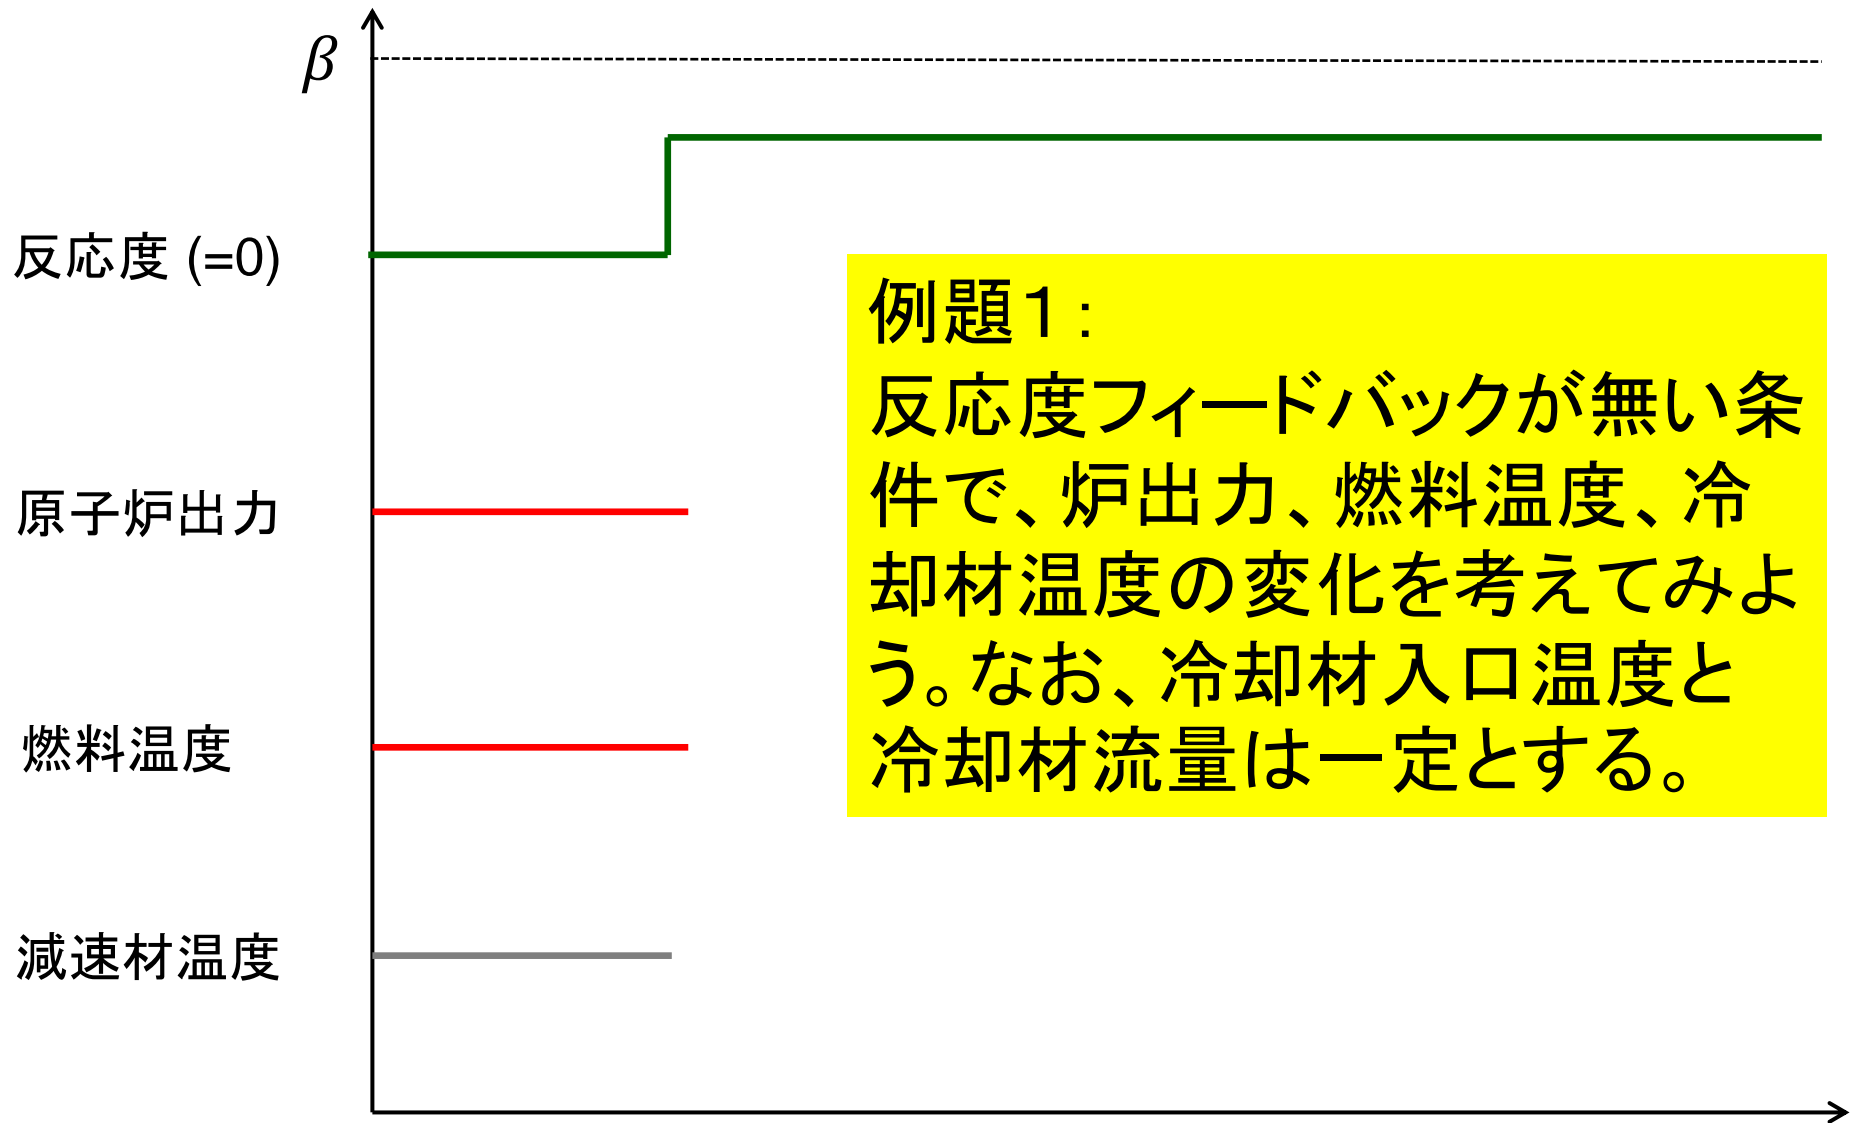 β
反応度 (=0)
例題１：
反応度フィードバックが無い条
件で、炉出力、燃料温度、冷
却材温度の変化を考えてみよ
う。なお、冷却材入口温度と
冷却材流量は一定とする。
原子炉出力
燃料温度
減速材温度